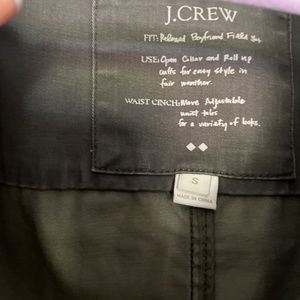 J.CREW
FIT: Relaxed Boyfriend Field
USE: Open Collar and Roll up
cuffs for easy style in
fair weather.
WAIST CINCH: Move Adjustable
waist tabs
for a variety of looks.
S
MADE IN CHINA